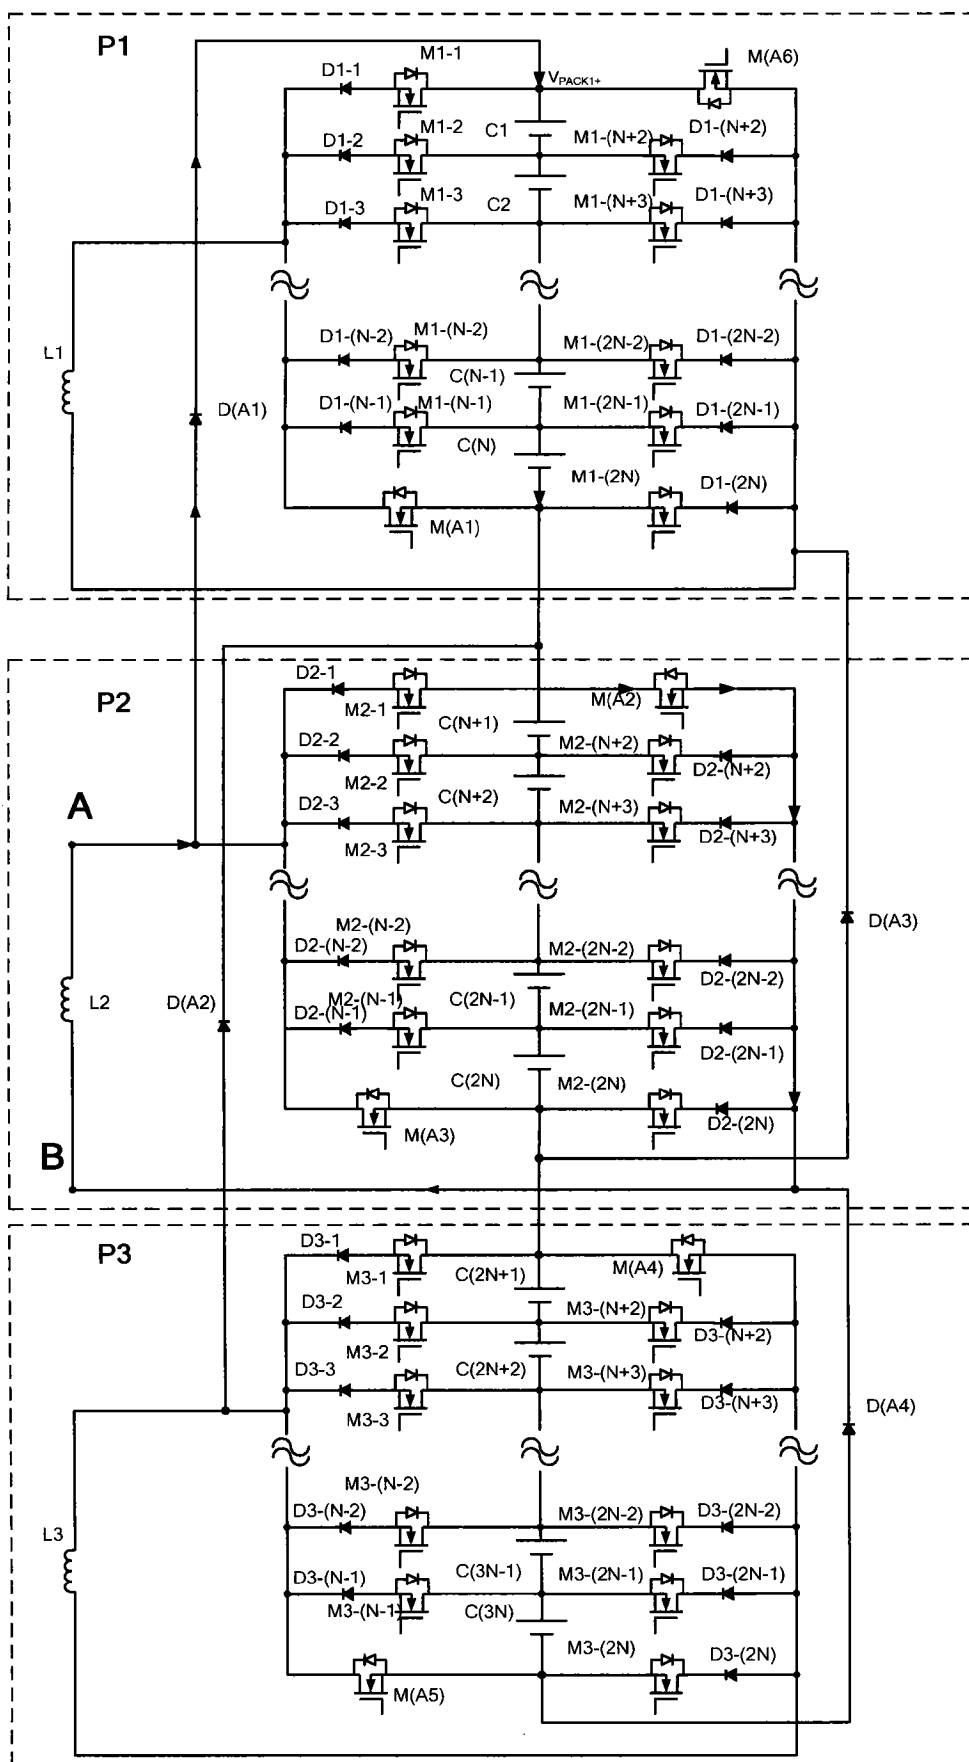 P1
M1-1
M(A6)
D1-1
VPACK1+
M1-2
C1
M1-(N+2)
D1-(N+2)
D1-2
M1-3
C2
M1-(N+3)
D1-(N+3)
D1-3
L1
D1-(N-2)
M1-(N-2)
M1-(2N-2)
D1-(2N-2)
C(N-1)
D(A1)
D1-(N-1)
M1-(N-1)
M1-(2N-1)
D1-(2N-1)
C(N)
M1-(2N)
D1-(2N)
M(A1)
P2
D2-1
M2-1
C(N+1)
M(A2)
D2-2
M2-2
M2-(N+2)
D2-(N+2)
A
D2-3
C(N+2)
M2-(N+3)
D2-(N+3)
M2-3
M2-(N-2)
D2-(N-2)
M2-(2N-2)
D2-(2N-2)
D(A3)
L2
D(A2)
M2-(N-1)
D2-(N-1)
C(2N-1)
M2-(2N-1)
D2-(2N-1)
C(2N)
M2-(2N)
D2-(2N)
M(A3)
B
P3
D3-1
M3-1
C(2N+1)
M(A4)
D3-2
M3-2
M3-(N+2)
D3-(N+2)
D3-3
C(2N+2)
M3-(N+3)
D3-(N+3)
M3-3
D(A4)
M3-(N-2)
D3-(N-2)
M3-(2N-2)
D3-(2N-2)
L3
D3-(N-1)
C(3N-1)
M3-(2N-1)
D3-(2N-1)
M3-(N-1)
C(3N)
M3-(2N)
D3-(2N)
M(A5)